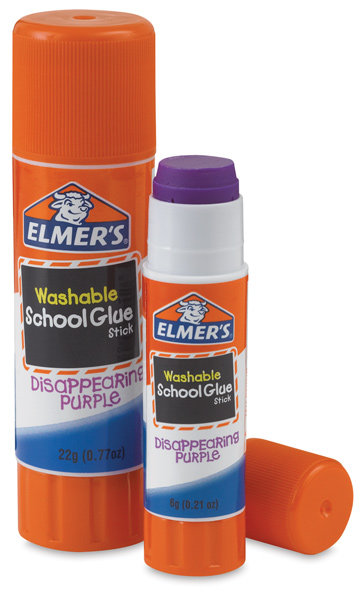 ELMER'S
Washable
School Glue
Stick
DISAPPEARING
PURPLE
22g (0.77oz)
ELMER'S
Washable
School Glue
Stick
DISAPPEARING
PURPLE
6g (0.21 oz)